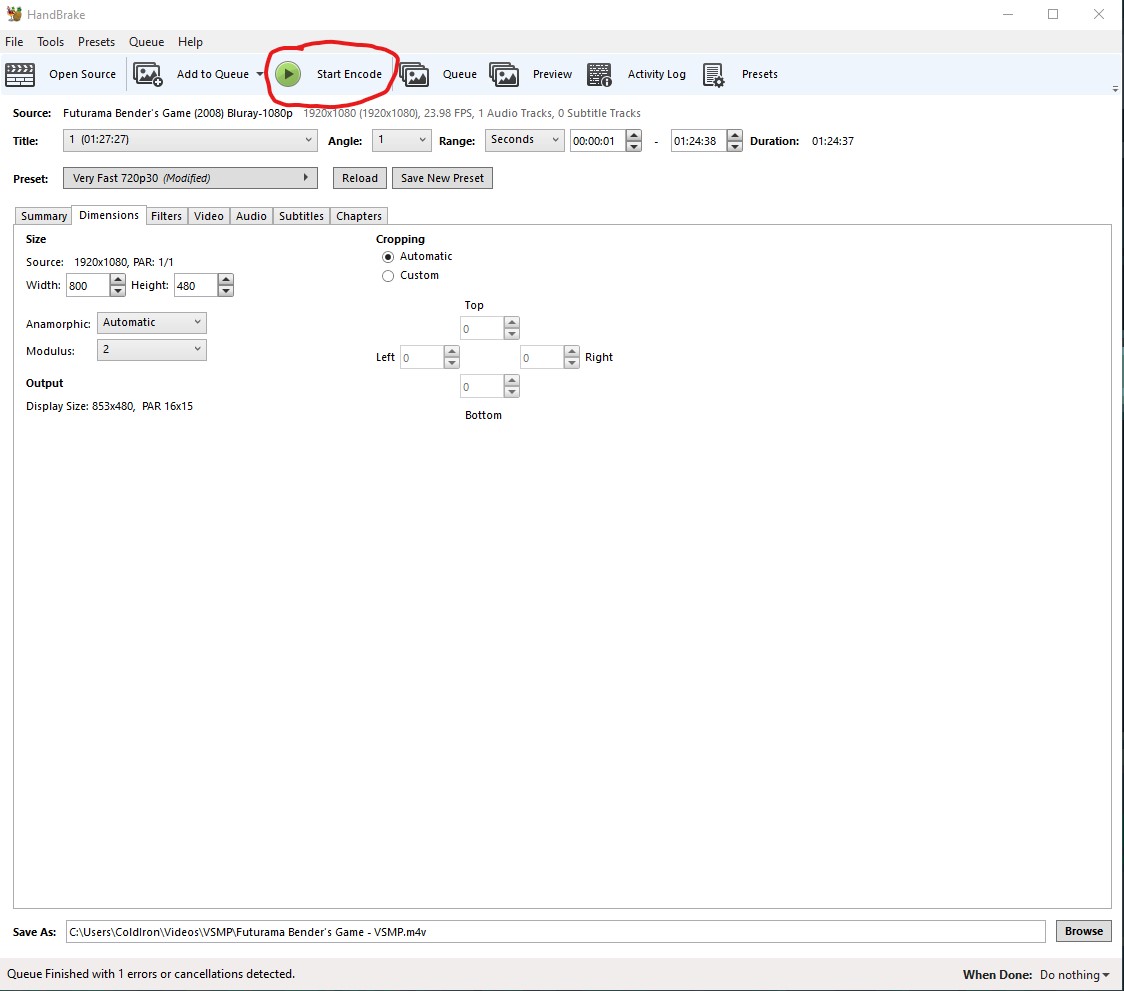 HandBrake
File Tools Presets Queue Help
Open Source Add to Queue Start Encode Queue Preview Activity Log Presets
Source: Futurama Bender's Game (2008) Bluray-1080p 1920x1080 (1920x1080), 23.98 FPS, 1 Audio Tracks, 0 Subtitle Tracks
Title: 1 (01:27:27) Angle: 1 Range: Seconds 00:00:01 - 01:24:38 Duration: 01:24:37
Preset: Very Fast 720p30 (Modified) Reload Save New Preset
Summary Dimensions Filters Video Audio Subtitles Chapters
Size
Source: 1920x1080, PAR: 1/1
Width: 800 Height: 480
Anamorphic: Automatic
Modulus: 2
Output
Display Size: 853x480, PAR 16x15
Cropping
Automatic
Custom
Top
0
Left 0 0 Right
0
Bottom
Save As: C:\Users\ColdIron\Videos\VSMP\Futurama Bender's Game - VSMP.m4v Browse
Queue Finished with 1 errors or cancellations detected. When Done: Do nothing